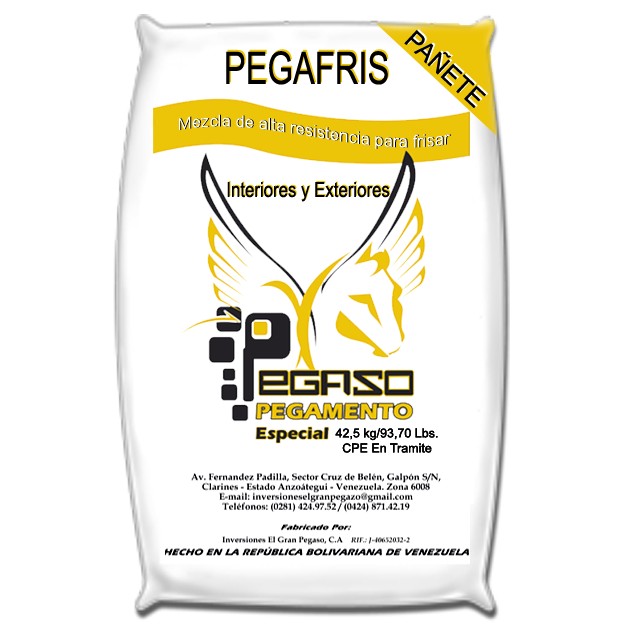 PEGAFRIS
PAÑETE
Mezcla de alta resistencia para frisar
Interiores y Exteriores
PEGASO
PEGAMENTO
Especial 42,5 kg/93,70 Lbs.
CPE En Tramite
Av. Fernandez Padilla, Sector Cruz de Belén, Galpón S/N,
Clarines - Estado Anzoátegui - Venezuela. Zona 6008
E-mail: inversioneselgranpegazo@gmail.com
Teléfonos: (0281) 424.97.52 / (0424) 871.42.19
Fabricado Por:
Inversiones El Gran Pegaso, C.A RIF.: J-40652032-2
HECHO EN LA REPÚBLICA BOLIVARIANA DE VENEZUELA